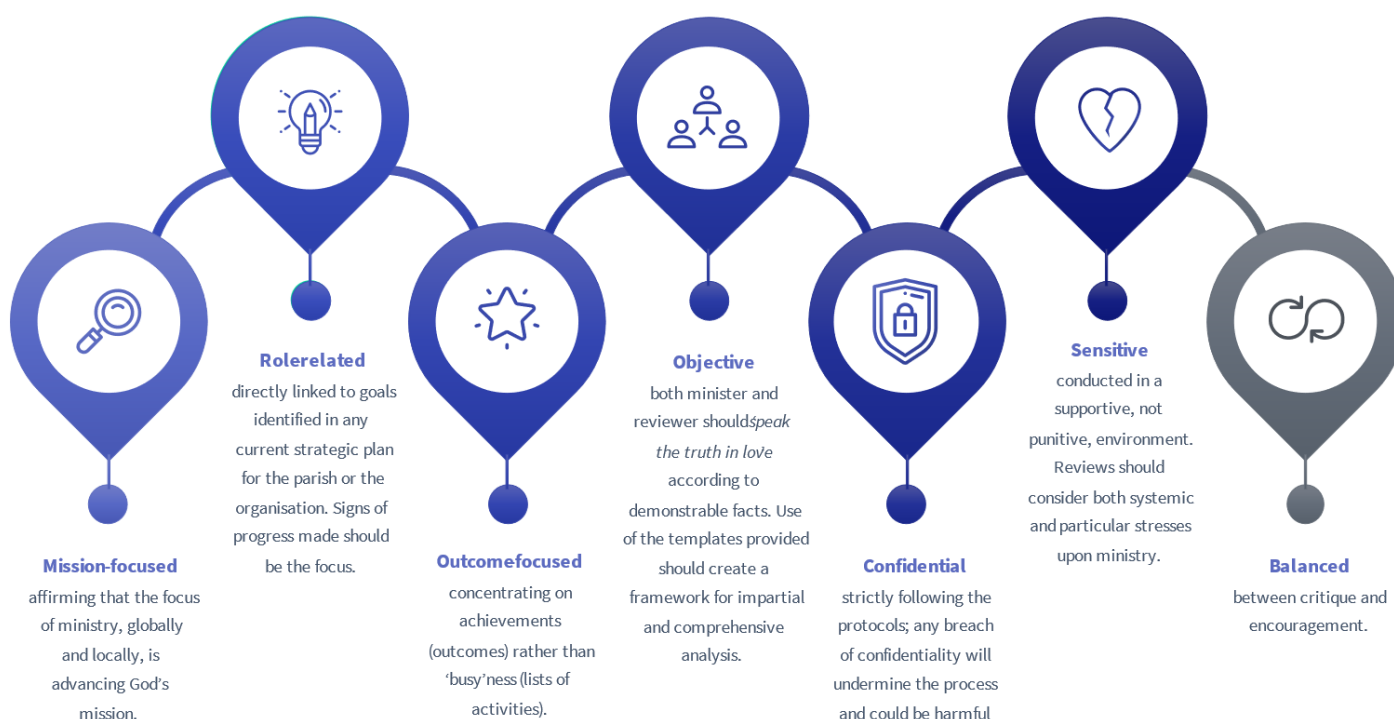 Mission-focused
affirming that the focus
of ministry, globally
and locally, is
advancing God's
mission.
Rolerelated
directly linked to goals
identified in any
current strategic plan
for the parish or the
organisation. Signs of
progress made should
be the focus.
Outcomefocused
concentrating on
achievements
(outcomes) rather than
‘busy’ness (lists of
activities).
Objective
both minister and
reviewer should speak
the truth in love
according to
demonstrable facts. Use
of the templates provided
should create a
framework for impartial
and comprehensive
analysis.
Confidential
strictly following the
protocols; any breach
of confidentiality will
undermine the process
and could be harmful
Sensitive
conducted in a
supportive, not
punitive, environment.
Reviews should
consider both systemic
and particular stresses
upon ministry.
Balanced
between critique and
encouragement.